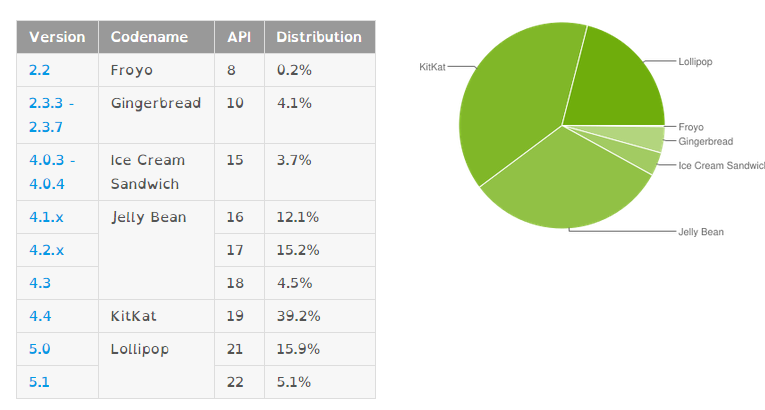 Version Codename API Distribution
2.2 Froyo 8 0.2%
2.3.3 - Gingerbread 10 4.1%
2.3.7
4.0.3 - Ice Cream 15 3.7%
4.0.4 Sandwich
4.1.x Jelly Bean 16 12.1%
4.2.x 17 15.2%
4.3 18 4.5%
4.4 KitKat 19 39.2%
5.0 Lollipop 21 15.9%
5.1 22 5.1%
Lollipop
KitKat
Froyo
Gingerbread
Ice Cream Sandwic
Jelly Bean